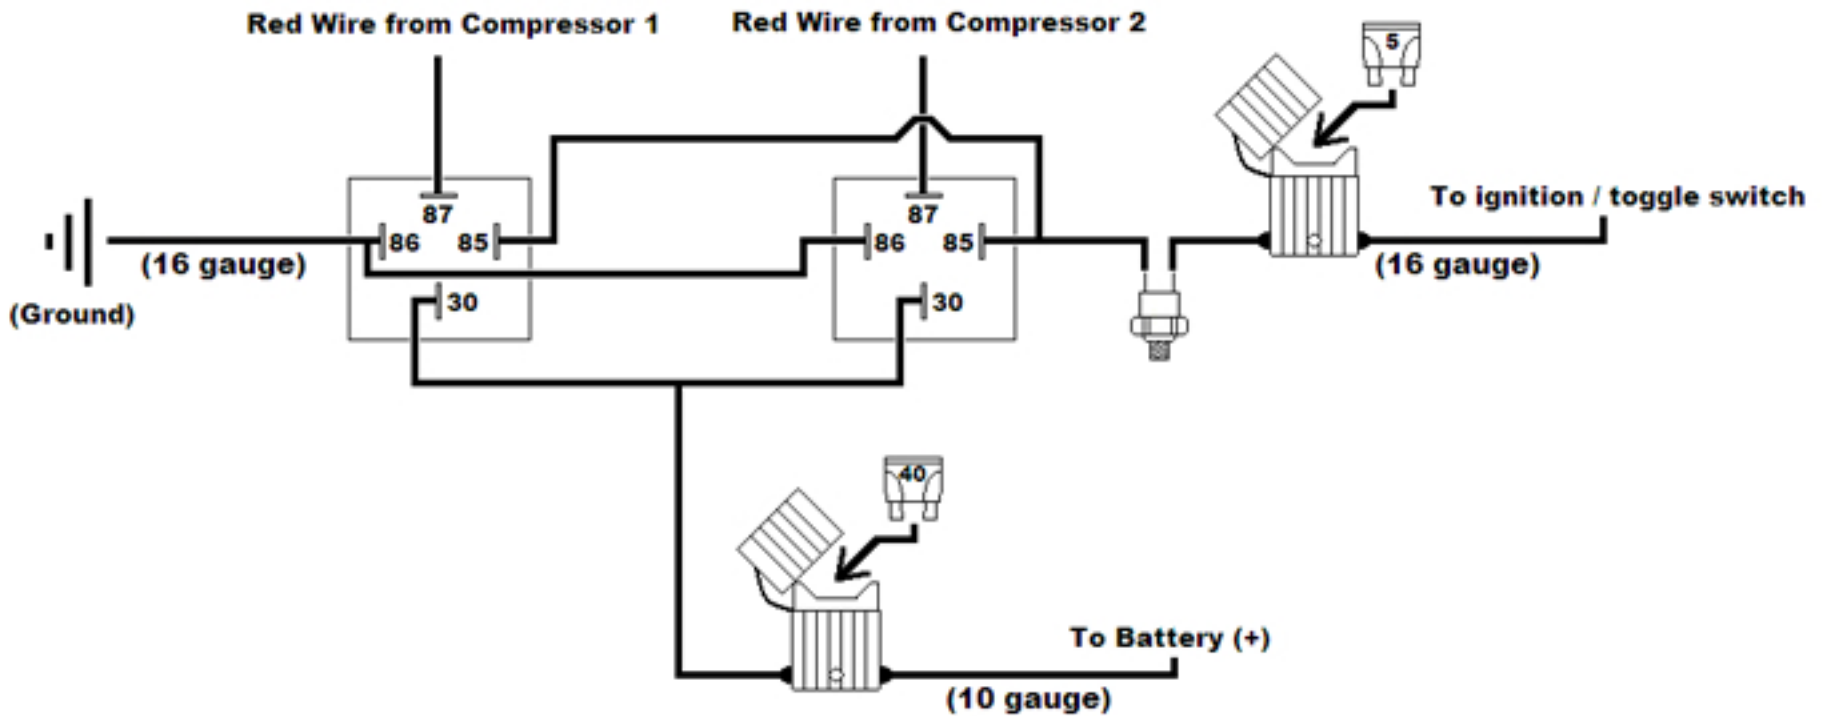 Red Wire from Compressor 1
Red Wire from Compressor 2
5
To ignition / toggle switch
87
87
86
85
86
85
(16 gauge)
(16 gauge)
30
30
(Ground)
40
To Battery (+)
(10 gauge)